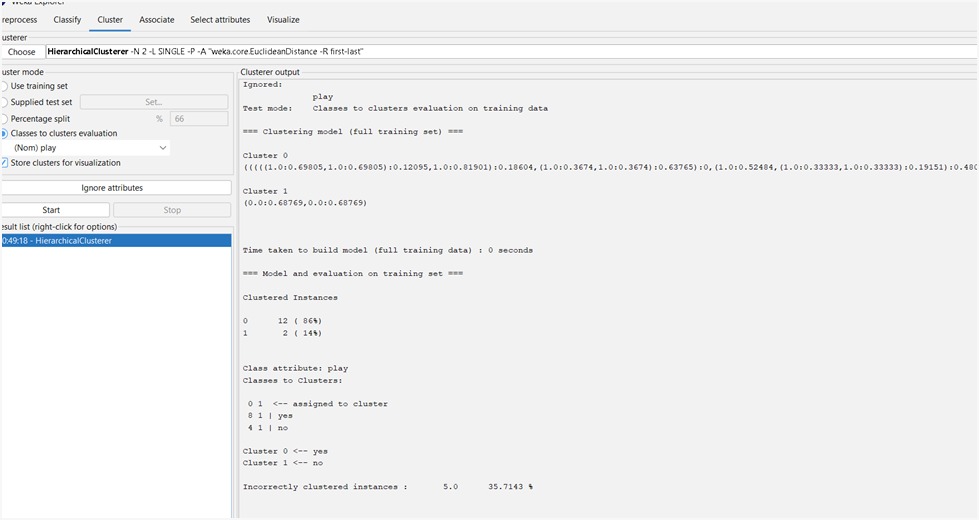 Weka Explorer
reprocess Classify Cluster Associate Select attributes Visualize
usterer
Choose HierarchicalClusterer -N 2 -L SINGLE -P -A "weka.core.EuclideanDistance -R first-last"
uster mode
Use training set
Supplied test set Set...
Percentage split % 66
Classes to clusters evaluation
(Nom) play
Store clusters for visualization
Ignore attributes
Start Stop
esult list (right-click for options)
0:49:18 - HierarchicalClusterer
Clusterer output
Ignored:
play
Test mode: Classes to clusters evaluation on training data
=== Clustering model (full training set) ===
Cluster 0
(((((1.0:0.69805,1.0:0.69805):0.12095,1.0:0.81901):0.18604,(1.0:0.3674,1.0:0.3674):0.63765):0,(1.0:0.52484,(1.0:0.33333,1.0:0.33333):0.19151):0.480
Cluster 1
(0.0:0.68769,0.0:0.68769)
Time taken to build model (full training data) : 0 seconds
=== Model and evaluation on training set ===
Clustered Instances
0 12 ( 86%)
1 2 ( 14%)
Class attribute: play
Classes to Clusters:
0 1 <-- assigned to cluster
8 1 | yes
4 1 | no
Cluster 0 <-- yes
Cluster 1 <-- no
Incorrectly clustered instances : 5.0 35.7143 %